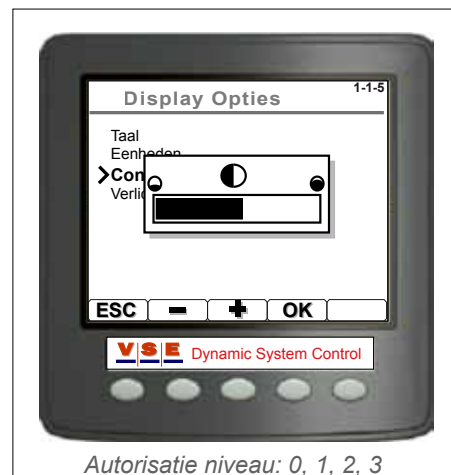 1-1-5
Display Opties
Taal
Eenheden
Con
Verli
ESC − + OK
VSE Dynamic System Control
Autorisatie niveau: 0, 1, 2, 3